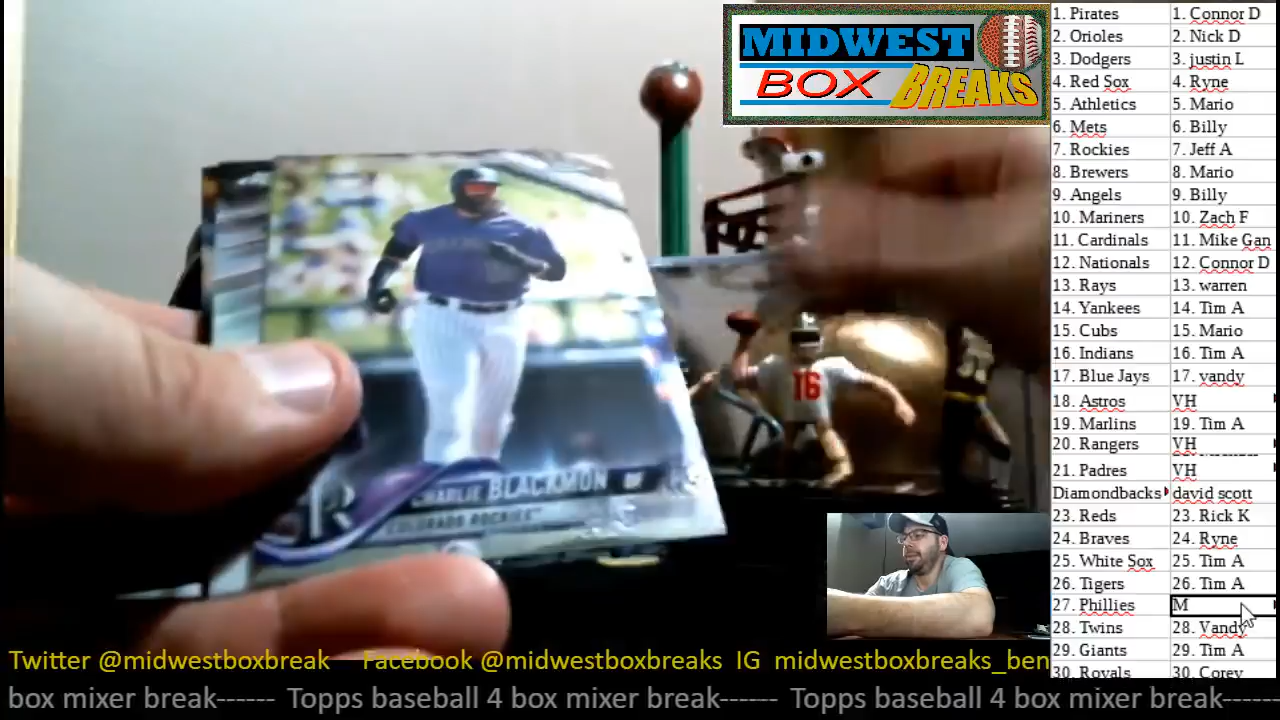 MIDWEST
BOX BREAKS
1. Pirates 1. Connor D
2. Orioles 2. Nick D
3. Dodgers 3. justin L
4. Red Sox 4. Ryne
5. Athletics 5. Mario
6. Mets 6. Billy
7. Rockies 7. Jeff A
8. Brewers 8. Mario
9. Angels 9. Billy
10. Mariners 10. Zach F
11. Cardinals 11. Mike Gan
12. Nationals 12. Connor D
13. Rays 13. warren
14. Yankees 14. Tim A
15. Cubs 15. Mario
16. Indians 16. Tim A
17. Blue Jays 17. vandy
18. Astros VH
19. Marlins 19. Tim A
20. Rangers VH
21. Padres VH
Diamondbacks david scott
23. Reds 23. Rick K
24. Braves 24. Ryne
25. White Sox 25. Tim A
26. Tigers 26. Tim A
27. Phillies M
28. Twins 28. Vandy
29. Giants 29. Tim A
30. Royals 30. Corey
16
CHARLIE BLACKMON OF
COLORADO ROCKIES
Twitter @midwestboxbreak Facebook @midwestboxbreaks IG midwestboxbreaks_ben
box mixer break------ Topps baseball 4 box mixer break------ Topps baseball 4 box mixer break------